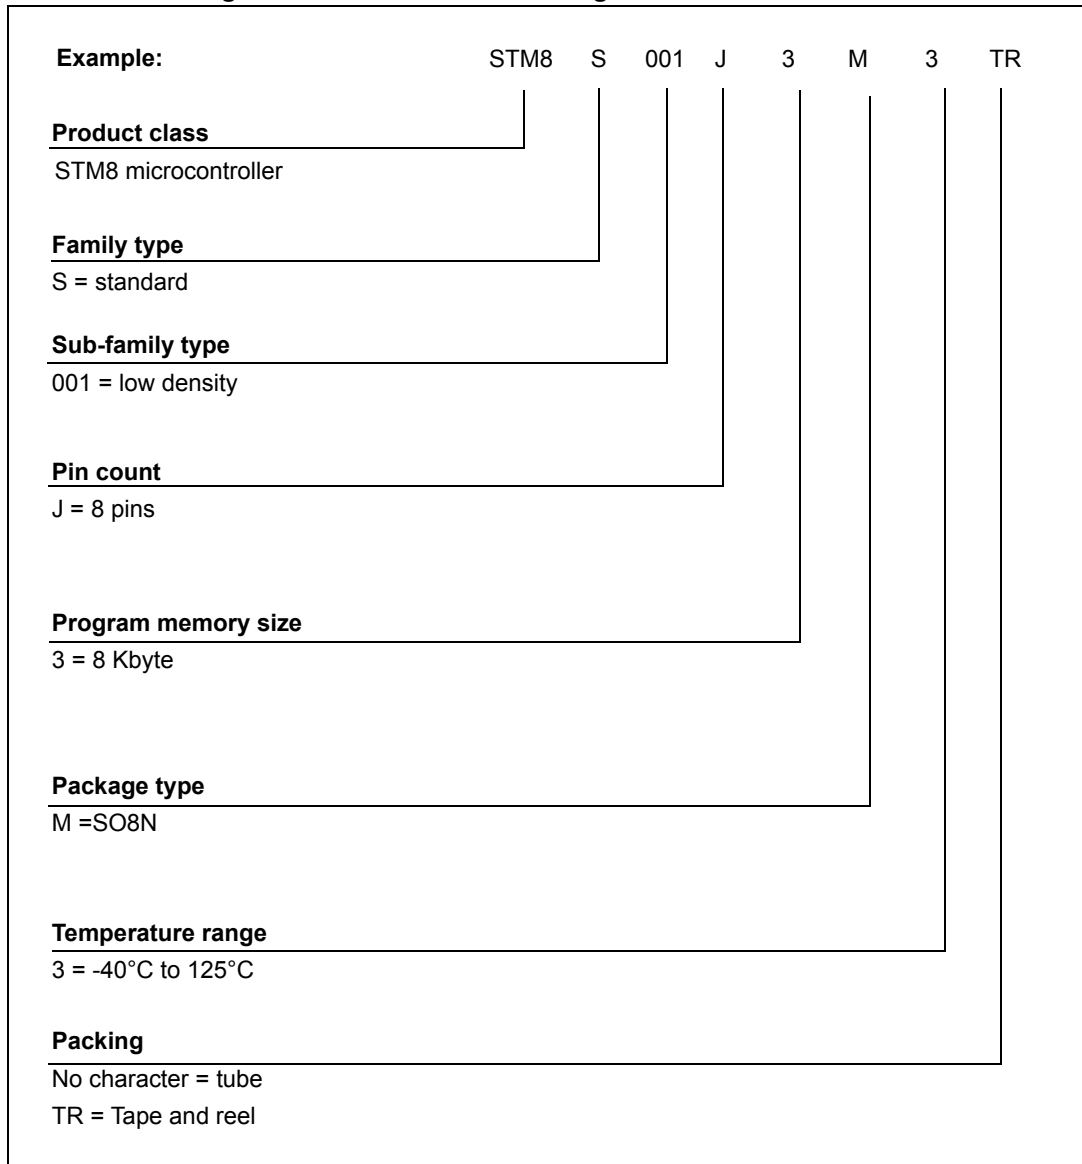 Example: STM8 S 001 J 3 M 3 TR
Product class
STM8 microcontroller
Family type
S = standard
Sub-family type
001 = low density
Pin count
J = 8 pins
Program memory size
3 = 8 Kbyte
Package type
M =SO8N
Temperature range
3 = -40°C to 125°C
Packing
No character = tube
TR = Tape and reel